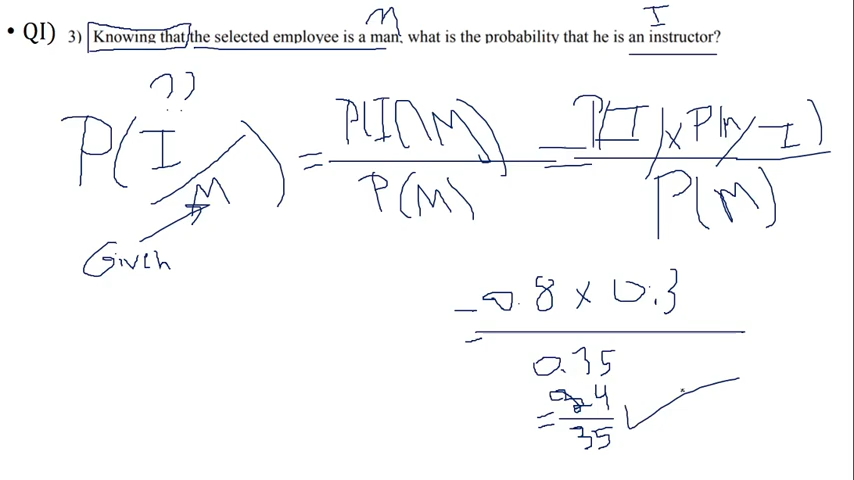 M I
• QI) 3) Knowing that the selected employee is a man, what is the probability that he is an instructor?
??
P(I/M) = P(I∩M)/P(M) = P(I) x P(M/I)/P(M)
Given
= 0.8 x 0.3
0.35
= 24
35